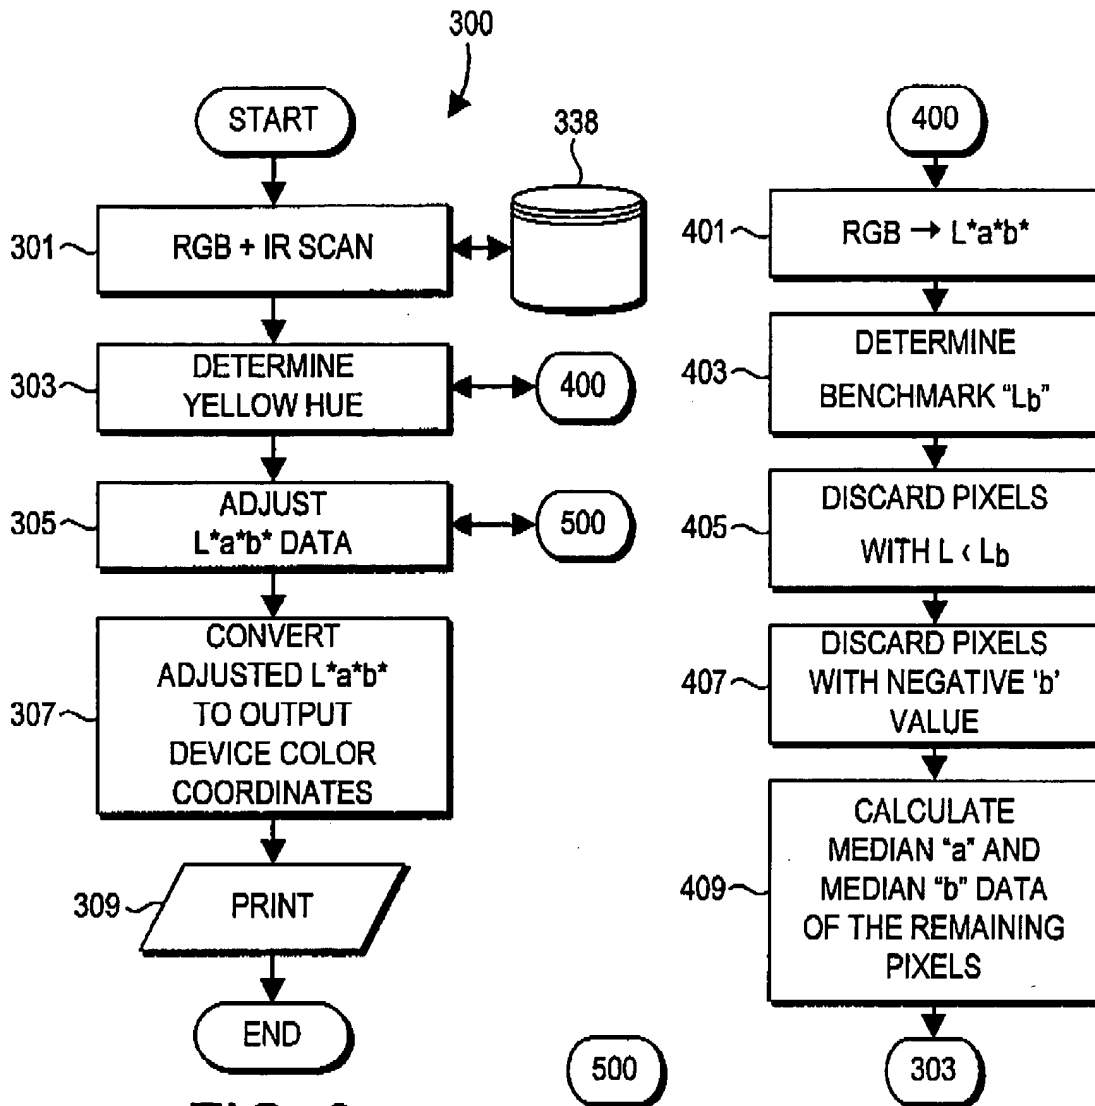 300
START
338
301
RGB + IR SCAN
303
DETERMINE
YELLOW HUE
400
305
ADJUST
L*a*b* DATA
500
307
CONVERT
ADJUSTED L*a*b*
TO OUTPUT
DEVICE COLOR
COORDINATES
309
PRINT
END
400
401
RGB → L*a*b*
403
DETERMINE
BENCHMARK “Lb”
405
DISCARD PIXELS
WITH L < Lb
407
DISCARD PIXELS
WITH NEGATIVE ‘b’
VALUE
409
CALCULATE
MEDIAN “a” AND
MEDIAN “b” DATA
OF THE REMAINING
PIXELS
303
500